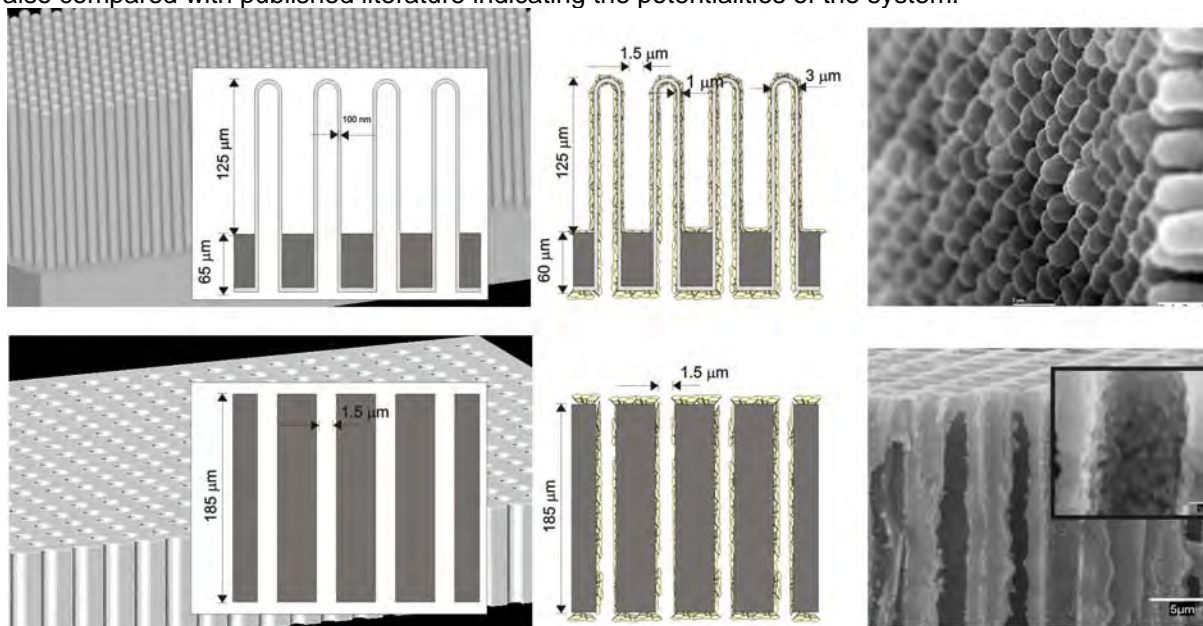 also compared with published literature indicating the potentialities of the system.
125 µm
100 nm
65 µm
1.5 µm
1 µm
3 µm
125 µm
60 µm
185 µm
1.5 µm
1.5 µm
185 µm
5µm